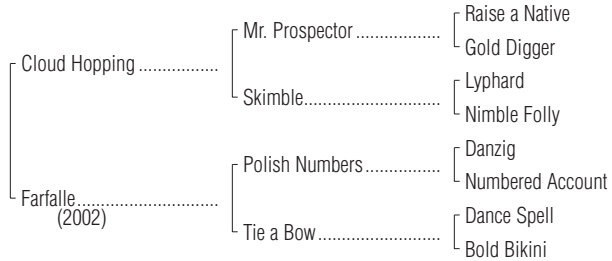 Raise a Native
Mr. Prospector ..................
Gold Digger
Cloud Hopping .................
Lyphard
Skimble.............................
Nimble Folly
Danzig
Polish Numbers................
Numbered Account
Farfalle..............................
(2002)
Dance Spell
Tie a Bow..........................
Bold Bikini